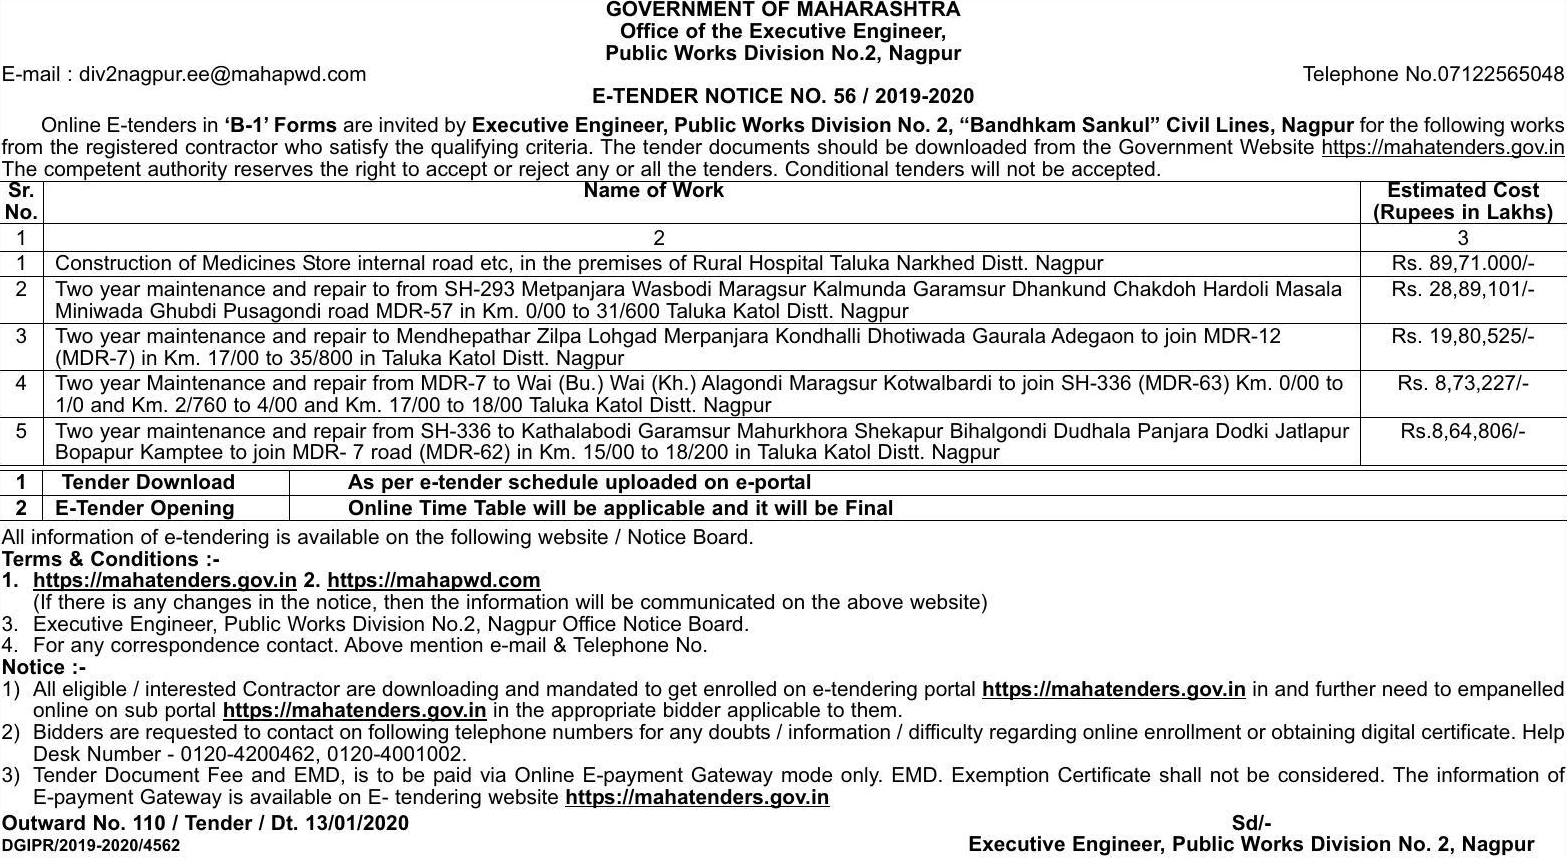 GOVERNMENT OF MAHARASHTRA
Office of the Executive Engineer,
Public Works Division No.2, Nagpur
E-mail : div2nagpur.ee@mahapwd.com Telephone No.07122565048
E-TENDER NOTICE NO. 56 / 2019-2020
Online E-tenders in ‘B-1’ Forms are invited by Executive Engineer, Public Works Division No. 2, “Bandhkam Sankul” Civil Lines, Nagpur for the following works
from the registered contractor who satisfy the qualifying criteria. The tender documents should be downloaded from the Government Website https://mahatenders.gov.in
The competent authority reserves the right to accept or reject any or all the tenders. Conditional tenders will not be accepted.
Sr. Name of Work Estimated Cost
No. (Rupees in Lakhs)
1 2 3
1 Construction of Medicines Store internal road etc, in the premises of Rural Hospital Taluka Narkhed Distt. Nagpur Rs. 89,71.000/-
2 Two year maintenance and repair to from SH-293 Metpanjara Wasbodi Maragsur Kalmunda Garamsur Dhankund Chakdoh Hardoli Masala Rs. 28,89,101/-
Miniwada Ghubdi Pusagondi road MDR-57 in Km. 0/00 to 31/600 Taluka Katol Distt. Nagpur
3 Two year maintenance and repair to Mendhepathar Zilpa Lohgad Merpanjara Kondhalli Dhotiwada Gaurala Adegaon to join MDR-12 Rs. 19,80,525/-
(MDR-7) in Km. 17/00 to 35/800 in Taluka Katol Distt. Nagpur
4 Two year Maintenance and repair from MDR-7 to Wai (Bu.) Wai (Kh.) Alagondi Maragsur Kotwalbardi to join SH-336 (MDR-63) Km. 0/00 to Rs. 8,73,227/-
1/0 and Km. 2/760 to 4/00 and Km. 17/00 to 18/00 Taluka Katol Distt. Nagpur
5 Two year maintenance and repair from SH-336 to Kathalabodi Garamsur Mahurkhora Shekapur Bihalgondi Dudhala Panjara Dodki Jatlapur Rs.8,64,806/-
Bopapur Kamptee to join MDR- 7 road (MDR-62) in Km. 15/00 to 18/200 in Taluka Katol Distt. Nagpur
1 Tender Download As per e-tender schedule uploaded on e-portal
2 E-Tender Opening Online Time Table will be applicable and it will be Final
All information of e-tendering is available on the following website / Notice Board.
Terms & Conditions :-
1. https://mahatenders.gov.in 2. https://mahapwd.com
(If there is any changes in the notice, then the information will be communicated on the above website)
3. Executive Engineer, Public Works Division No.2, Nagpur Office Notice Board.
4. For any correspondence contact. Above mention e-mail & Telephone No.
Notice :-
1) All eligible / interested Contractor are downloading and mandated to get enrolled on e-tendering portal https://mahatenders.gov.in in and further need to empanelled
online on sub portal https://mahatenders.gov.in in the appropriate bidder applicable to them.
2) Bidders are requested to contact on following telephone numbers for any doubts / information / difficulty regarding online enrollment or obtaining digital certificate. Help
Desk Number - 0120-4200462, 0120-4001002.
3) Tender Document Fee and EMD, is to be paid via Online E-payment Gateway mode only. EMD. Exemption Certificate shall not be considered. The information of
E-payment Gateway is available on E- tendering website https://mahatenders.gov.in
Outward No. 110 / Tender / Dt. 13/01/2020 Sd/-
DGIPR/2019-2020/4562 Executive Engineer, Public Works Division No. 2, Nagpur